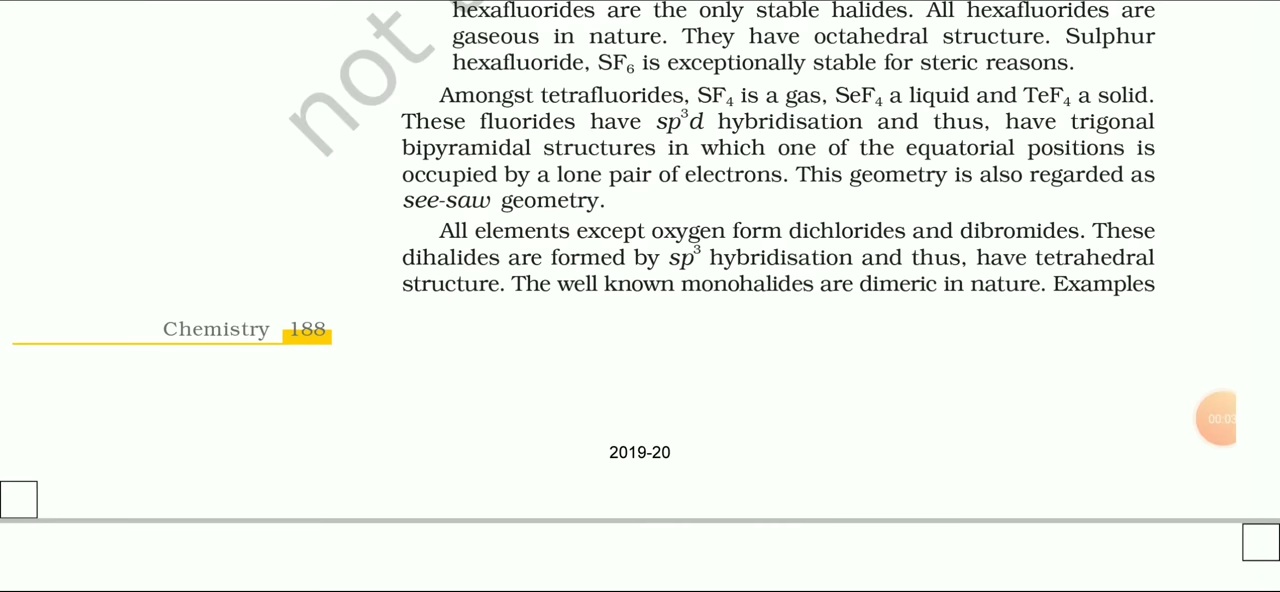 hexafluorides are the only stable halides. All hexafluorides are
gaseous in nature. They have octahedral structure. Sulphur
hexafluoride, SF₆ is exceptionally stable for steric reasons.
Amongst tetrafluorides, SF₄ is a gas, SeF₄ a liquid and TeF₄ a solid.
These fluorides have sp³d hybridisation and thus, have trigonal
bipyramidal structures in which one of the equatorial positions is
occupied by a lone pair of electrons. This geometry is also regarded as
see-saw geometry.
All elements except oxygen form dichlorides and dibromides. These
dihalides are formed by sp³ hybridisation and thus, have tetrahedral
structure. The well known monohalides are dimeric in nature. Examples
Chemistry 188
2019-20
not
00:03